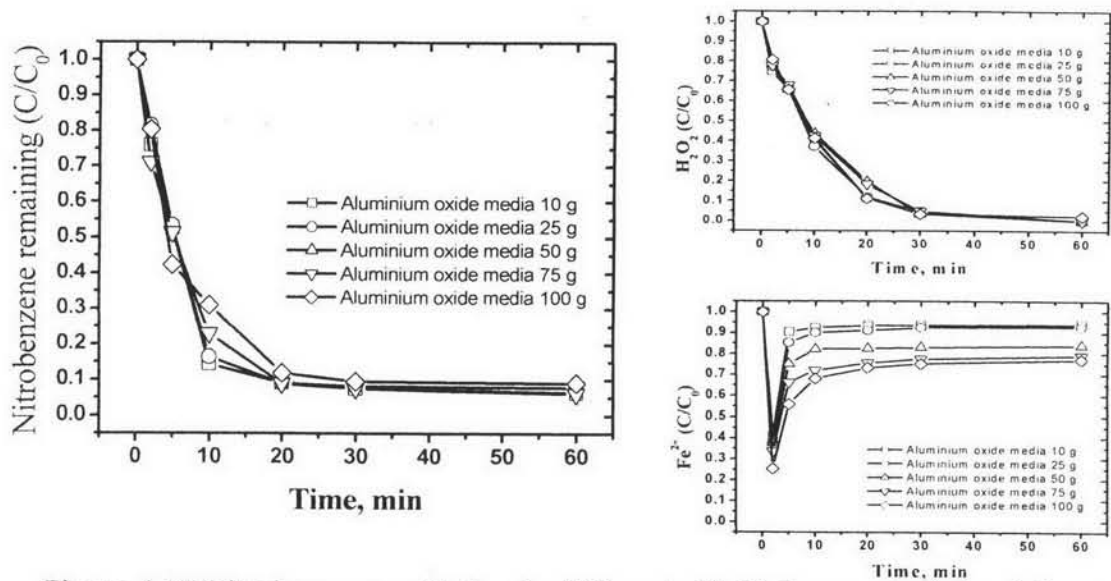 Nitrobenzene remaining (C/C0)
1.0
0.9
0.8
0.7
0.6
0.5
0.4
0.3
0.2
0.1
0.0
Aluminium oxide media 10 g
Aluminium oxide media 25 g
Aluminium oxide media 50 g
Aluminium oxide media 75 g
Aluminium oxide media 100 g
0 10 20 30 40 50 60
Time, min
H2O2 (C/C0)
1.0
0.9
0.8
0.7
0.6
0.5
0.4
0.3
0.1
0.0
Aluminium oxide media 10 g
Aluminium oxide media 25 g
Aluminium oxide media 50 g
Aluminium oxide media 75 g
Aluminium oxide media 100 g
0 10 20 30 40 50 60
Time, min
Fe2- (C/C0)
1.0
0.9
0.8
0.7
0.6
0.5
0.4
0.3
0.2
0.1
0.0
Aluminium oxide media 10 g
Aluminium oxide media 25 g
Aluminium oxide media 50 g
Aluminium oxide media 75 g
Aluminium oxide media 100 g
0 10 20 30 40 50 60
Time, min